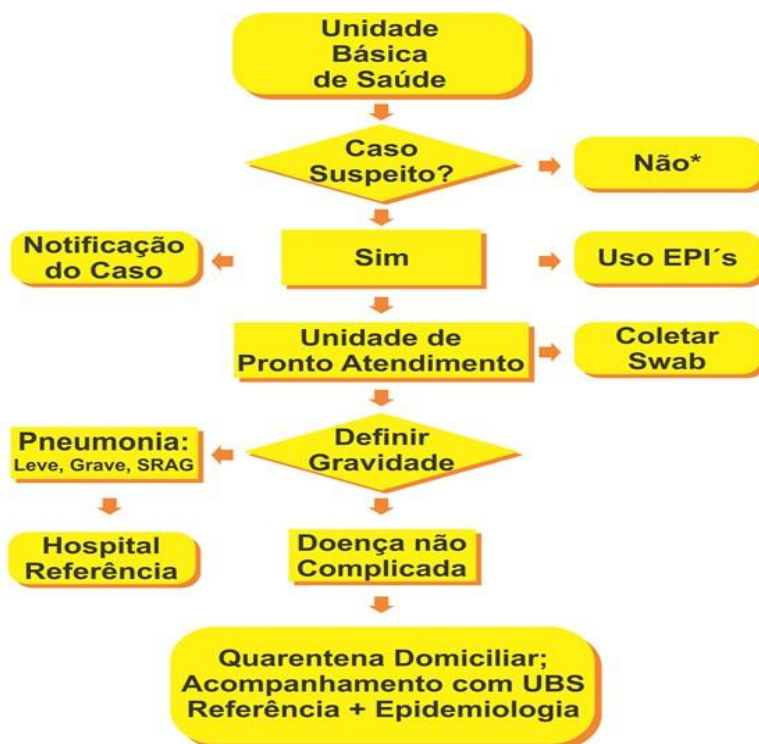 Unidade
Básica
de Saúde
Caso
Suspeito?
Não*
Notificação
do Caso
Sim
Uso EPI´s
Unidade de
Pronto Atendimento
Coletar
Swab
Pneumonia:
Leve, Grave, SRAG
Definir
Gravidade
Hospital
Referência
Doença não
Complicada
Quarentena Domiciliar;
Acompanhamento com UBS
Referência + Epidemiologia